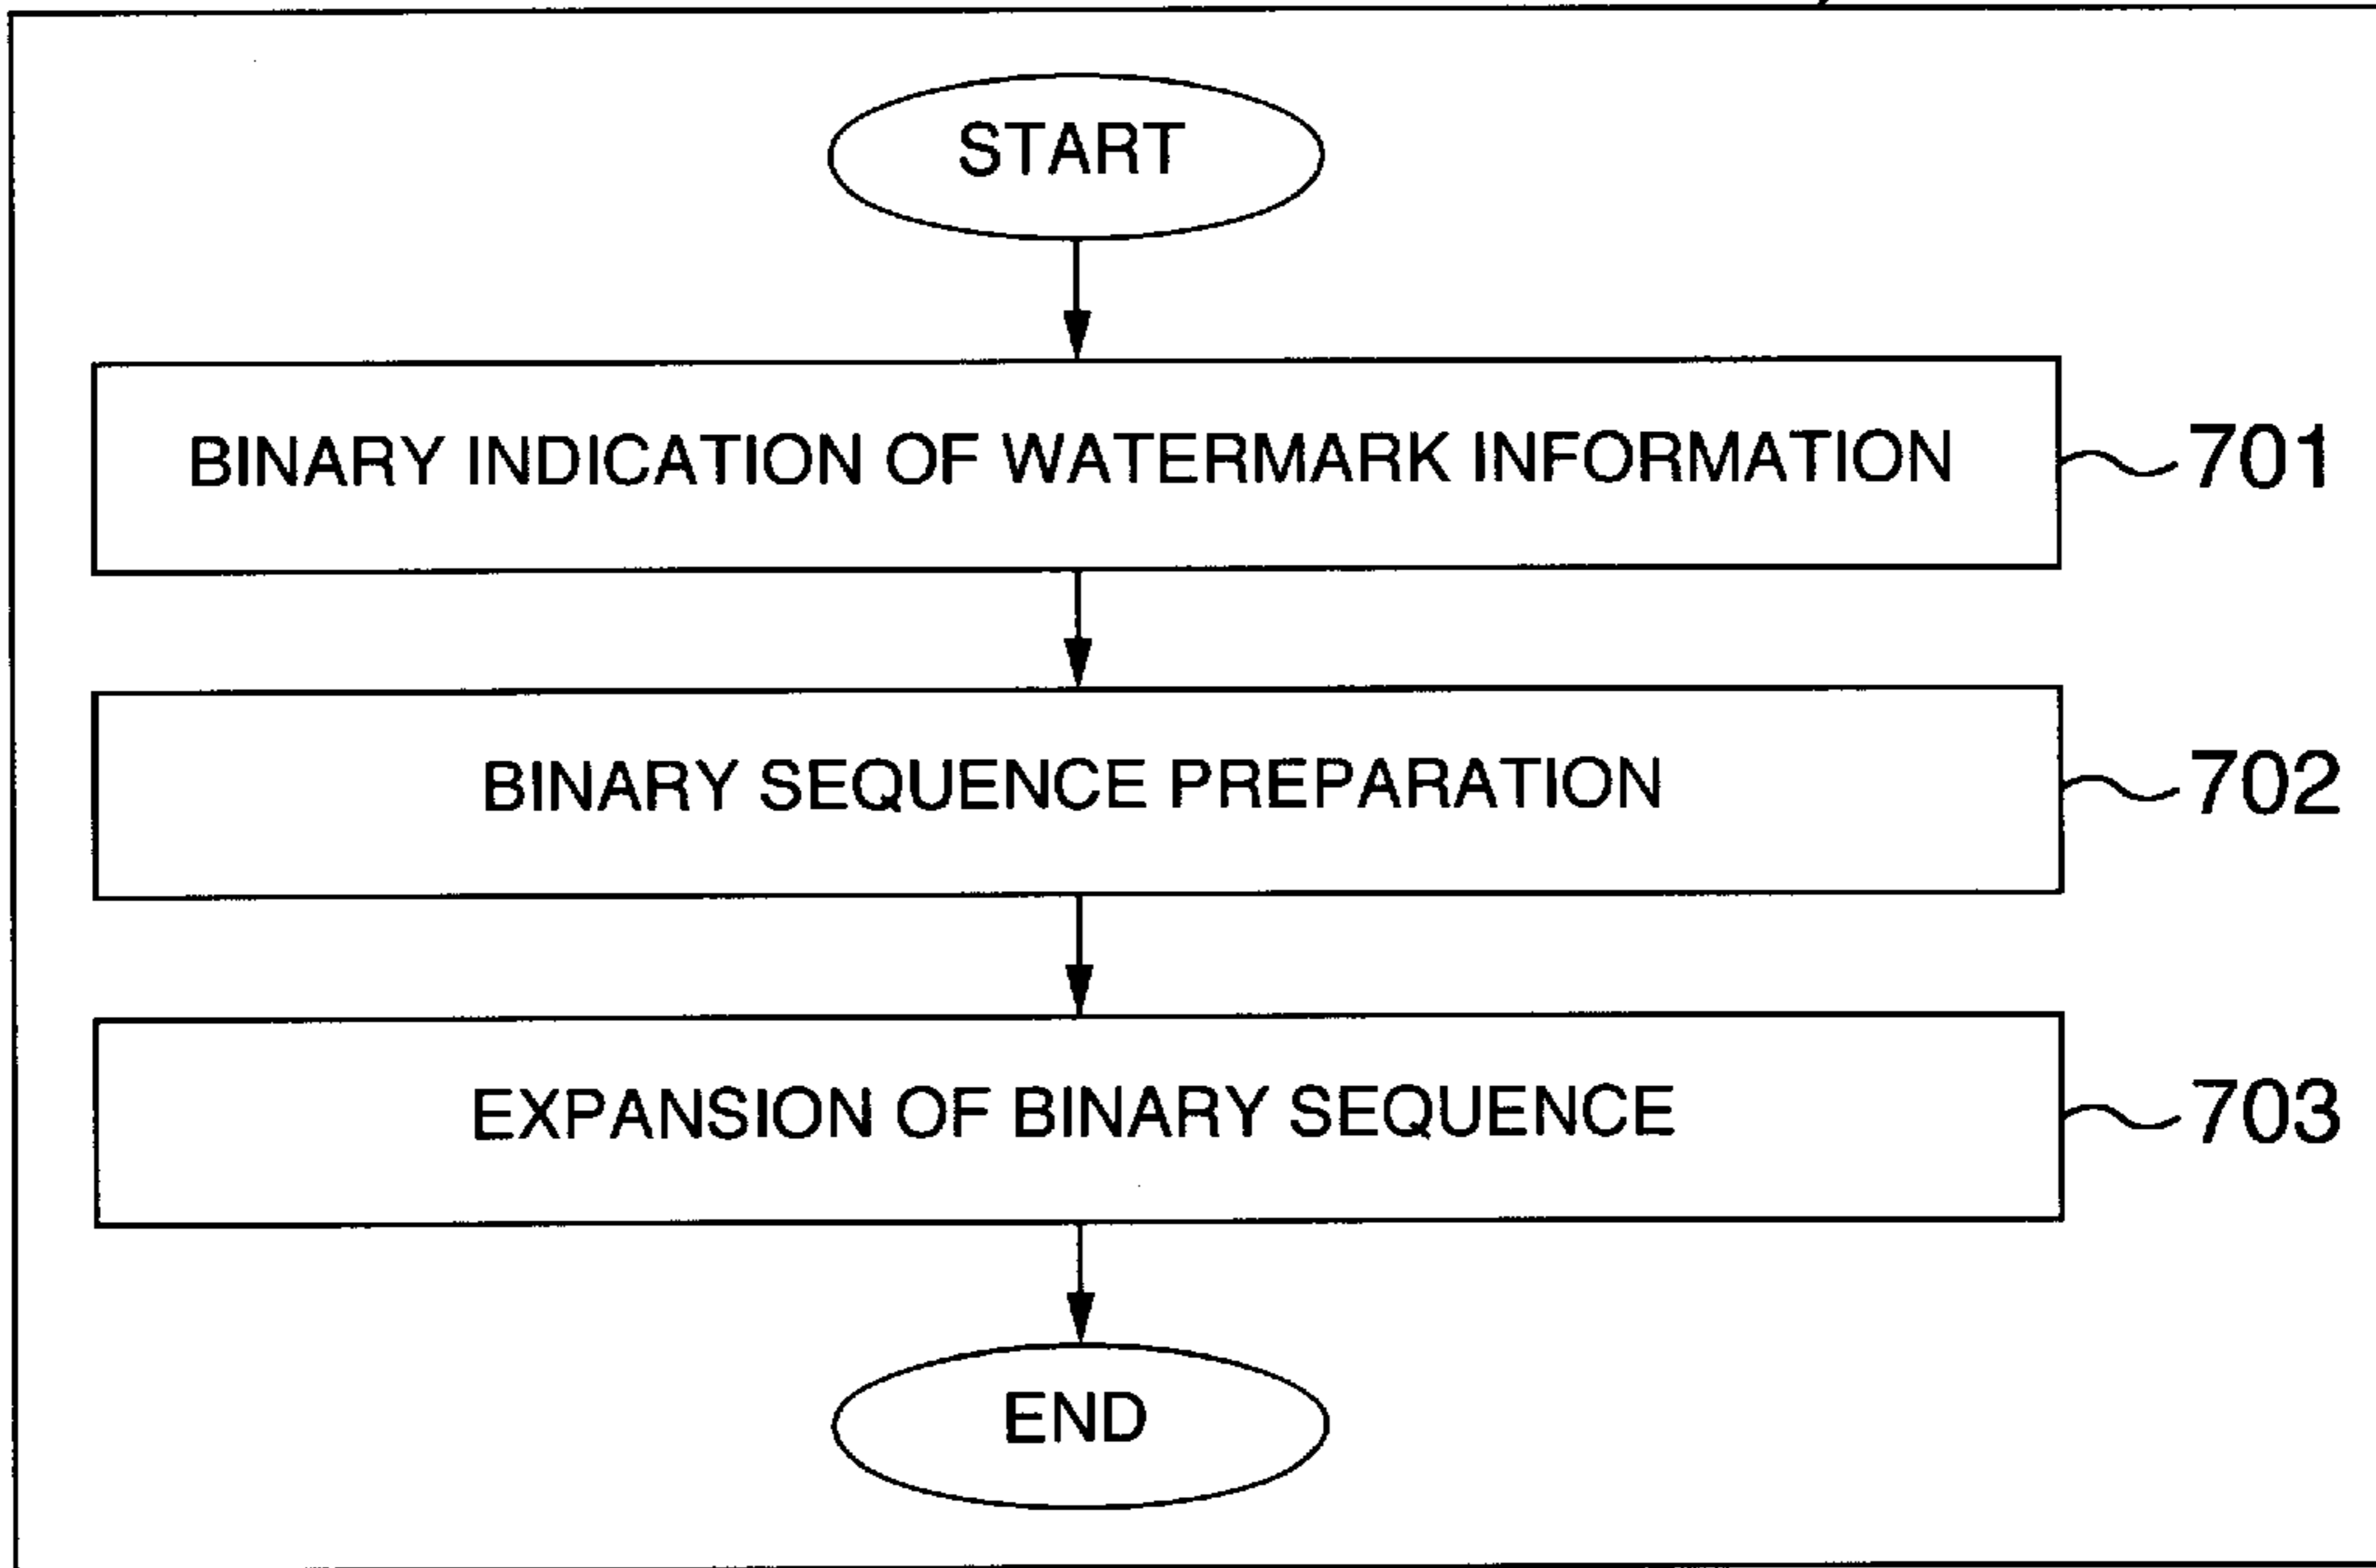 START
BINARY INDICATION OF WATERMARK INFORMATION 701
BINARY SEQUENCE PREPARATION 702
EXPANSION OF BINARY SEQUENCE 703
END